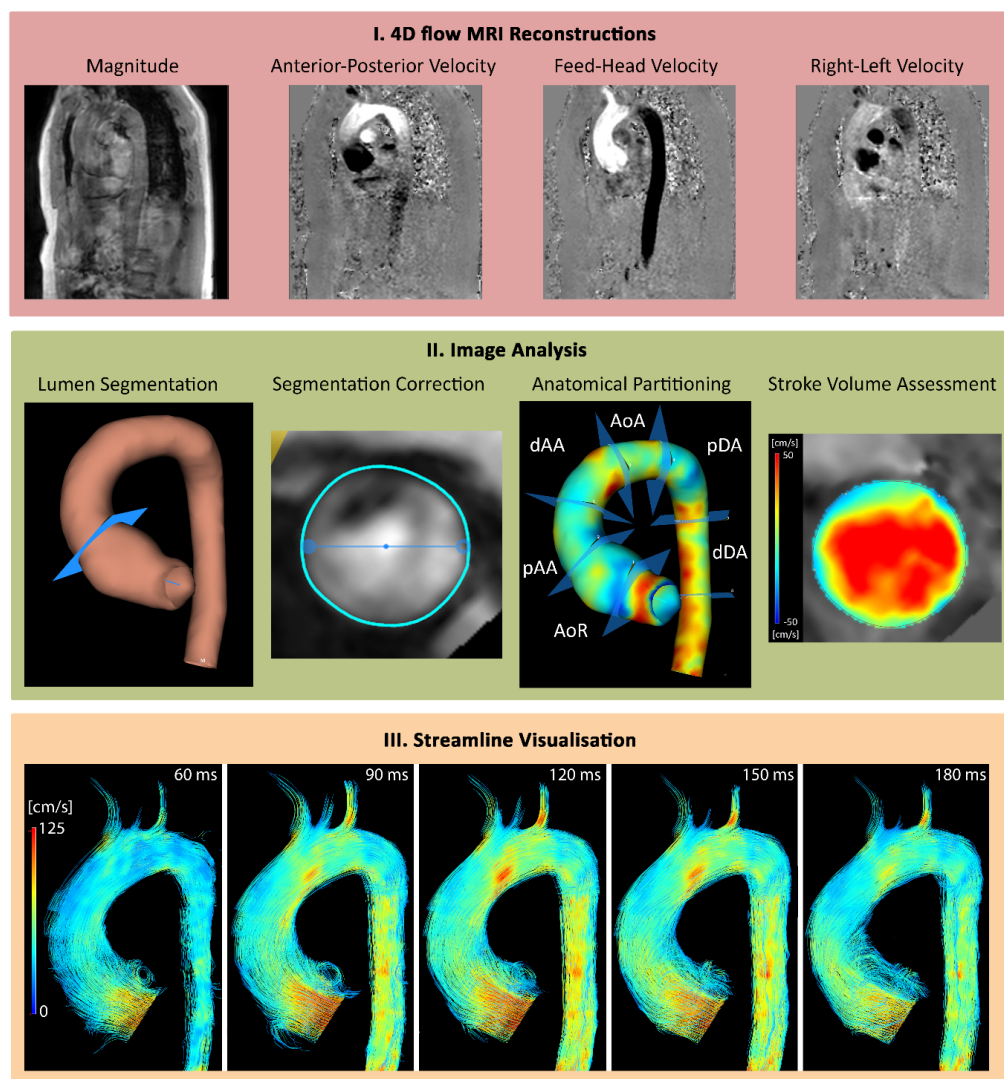 I. 4D flow MRI Reconstructions
Magnitude
Anterior-Posterior Velocity
Feed-Head Velocity
Right-Left Velocity
II. Image Analysis
Lumen Segmentation
Segmentation Correction
Anatomical Partitioning
Stroke Volume Assessment
AoA
dAA
pDA
pAA
dDA
AoR
[cm/s]
50
-50
[cm/s]
M
III. Streamline Visualisation
60 ms
90 ms
120 ms
150 ms
180 ms
[cm/s]
125
0